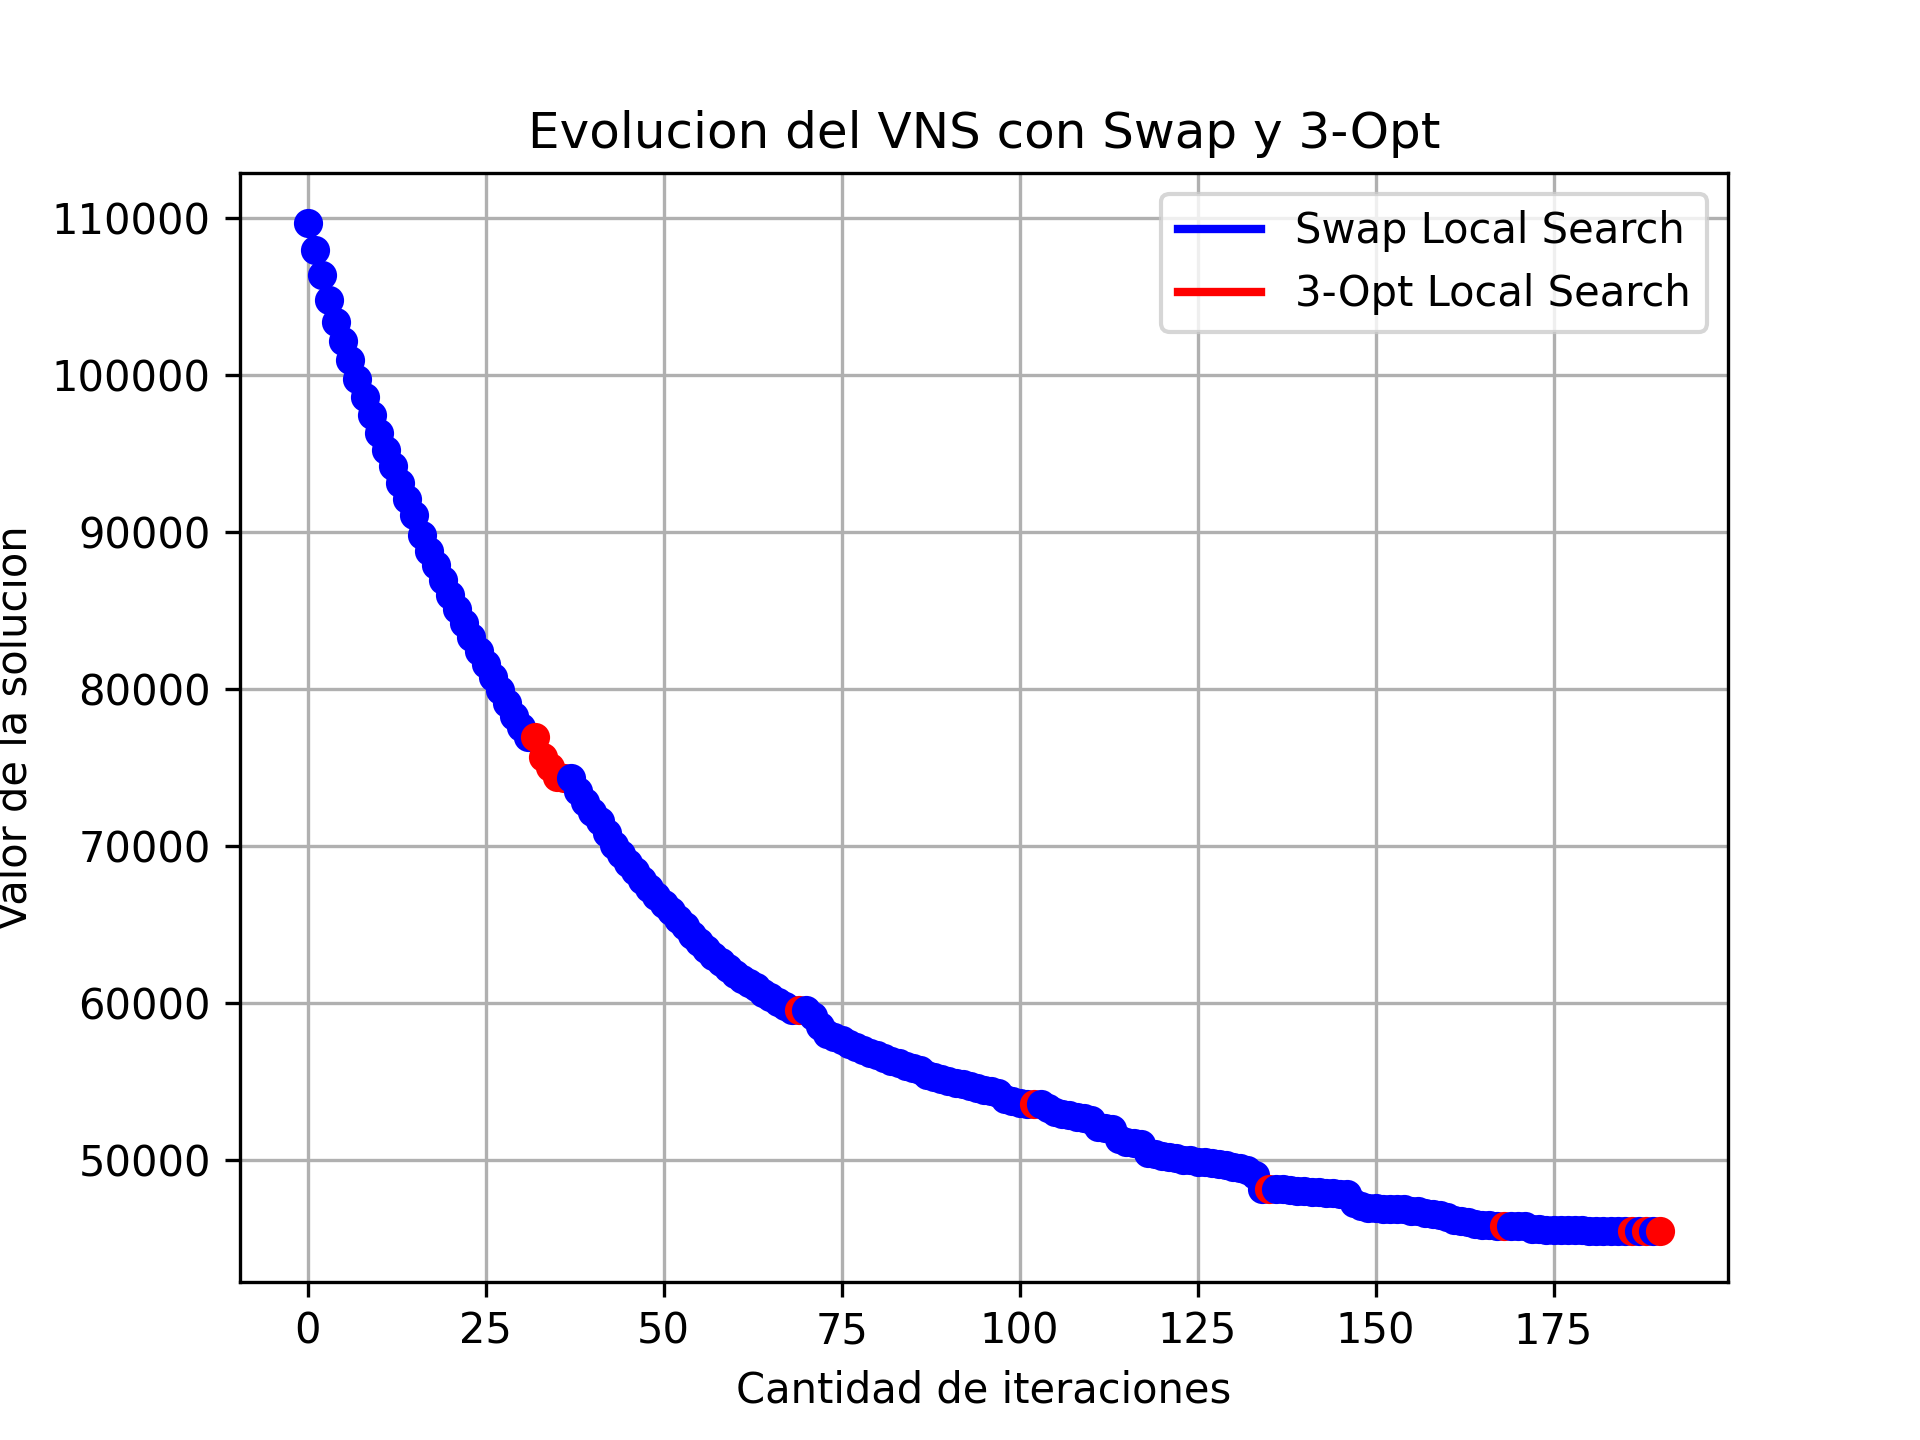 Evolucion del VNS con Swap y 3-Opt
Swap Local Search
3-Opt Local Search
Valor de la solucion
110000
100000
90000
80000
70000
60000
50000
0 25 50 75 100 125 150 175
Cantidad de iteraciones